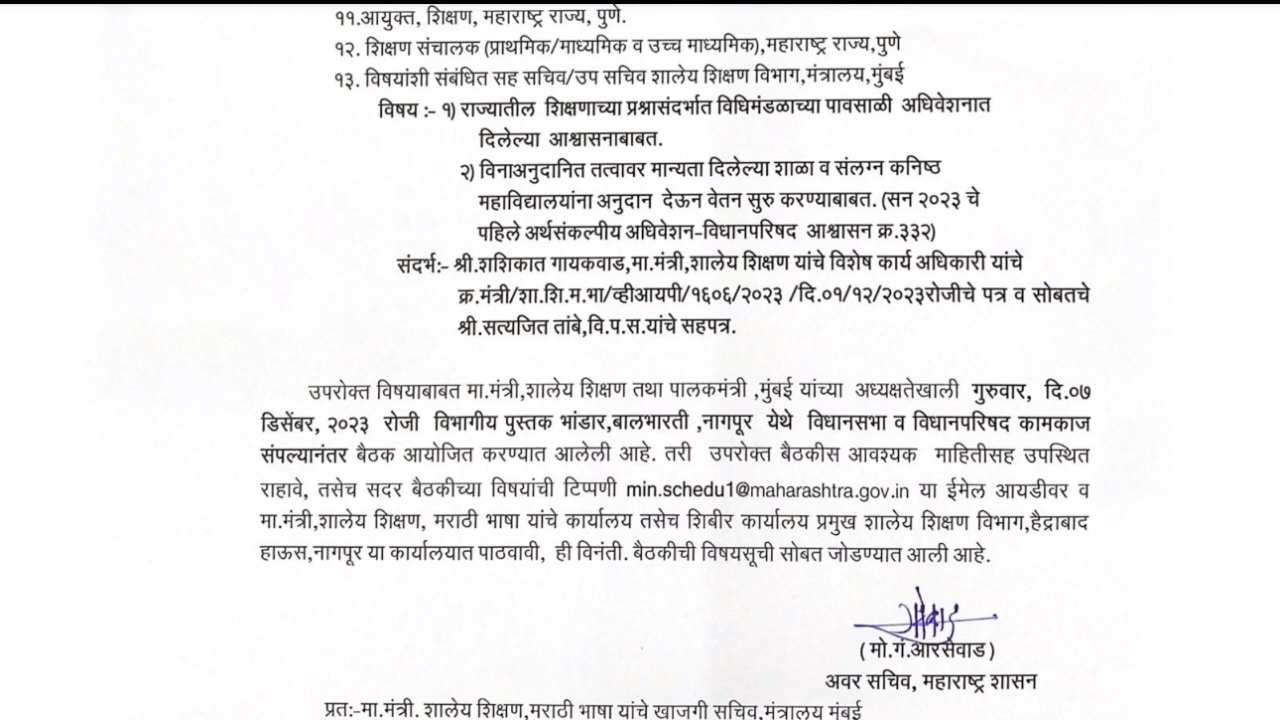 ११.आयुक्त, शिक्षण, महाराष्ट्र राज्य, पुणे.
१२. शिक्षण संचालक (प्राथमिक/माध्यमिक व उच्च माध्यमिक),महाराष्ट्र राज्य,पुणे
१३. विषयांशी संबंधित सह सचिव/उप सचिव शालेय शिक्षण विभाग,मंत्रालय,मुंबई
विषय :- १) राज्यातील शिक्षणाच्या प्रश्नासंदर्भात विधिमंडळाच्या पावसाळी अधिवेशनात
दिलेल्या आश्वासनाबाबत.
२) विनाअनुदानित तत्वावर मान्यता दिलेल्या शाळा व संलग्न कनिष्ठ
महाविद्यालयांना अनुदान देऊन वेतन सुरु करण्याबाबत. (सन २०२३ चे
पहिले अर्थसंकल्पीय अधिवेशन-विधानपरिषद आश्वासन क्र.३३२)
संदर्भ:- श्री.शशिकात गायकवाड,मा.मंत्री,शालेय शिक्षण यांचे विशेष कार्य अधिकारी यांचे
क्र.मंत्री/शा.शि.म.भा/व्हीआयपी/१६०६/२०२३ /दि.०१/१२/२०२३रोजीचे पत्र व सोबतचे
श्री.सत्यजित तांबे,वि.प.स.यांचे सहपत्र.
उपरोक्त विषयाबाबत मा.मंत्री,शालेय शिक्षण तथा पालकमंत्री ,मुंबई यांच्या अध्यक्षतेखाली गुरुवार, दि.०७
डिसेंबर, २०२३ रोजी विभागीय पुस्तक भांडार,बालभारती ,नागपूर येथे विधानसभा व विधानपरिषद कामकाज
संपल्यानंतर बैठक आयोजित करण्यात आलेली आहे. तरी उपरोक्त बैठकीस आवश्यक माहितीसह उपस्थित
राहावे, तसेच सदर बैठकीच्या विषयांची टिप्पणी min.schedu1@maharashtra.gov.in या ईमेल आयडीवर व
मा.मंत्री,शालेय शिक्षण, मराठी भाषा यांचे कार्यालय तसेच शिबीर कार्यालय प्रमुख शालेय शिक्षण विभाग,हैद्राबाद
हाऊस,नागपूर या कार्यालयात पाठवावी, ही विनंती. बैठकीची विषयसूची सोबत जोडण्यात आली आहे.
( मो.गं.आरसेवाड )
अवर सचिव, महाराष्ट्र शासन
प्रत:-मा.मंत्री. शालेय शिक्षण,मराठी भाषा यांचे खाजगी सचिव,मंत्रालय मुंबई